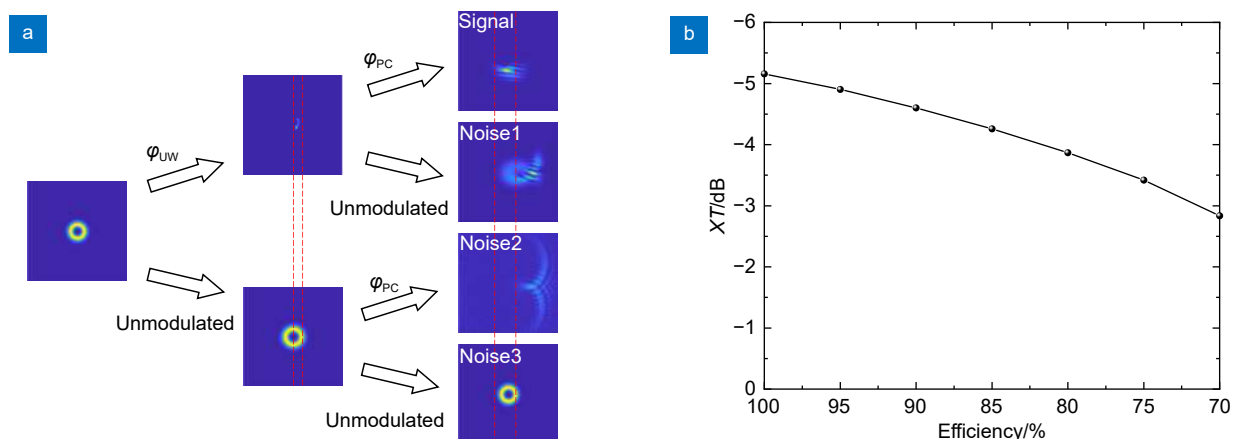 a
φPC
Signal
φUW
Unmodulated
Noise1
φPC
Noise2
Unmodulated
Unmodulated
Noise3
b
−6
−5
−4
−3
−2
−1
0
XT/dB
100 95 90 85 80 75 70
Efficiency/%